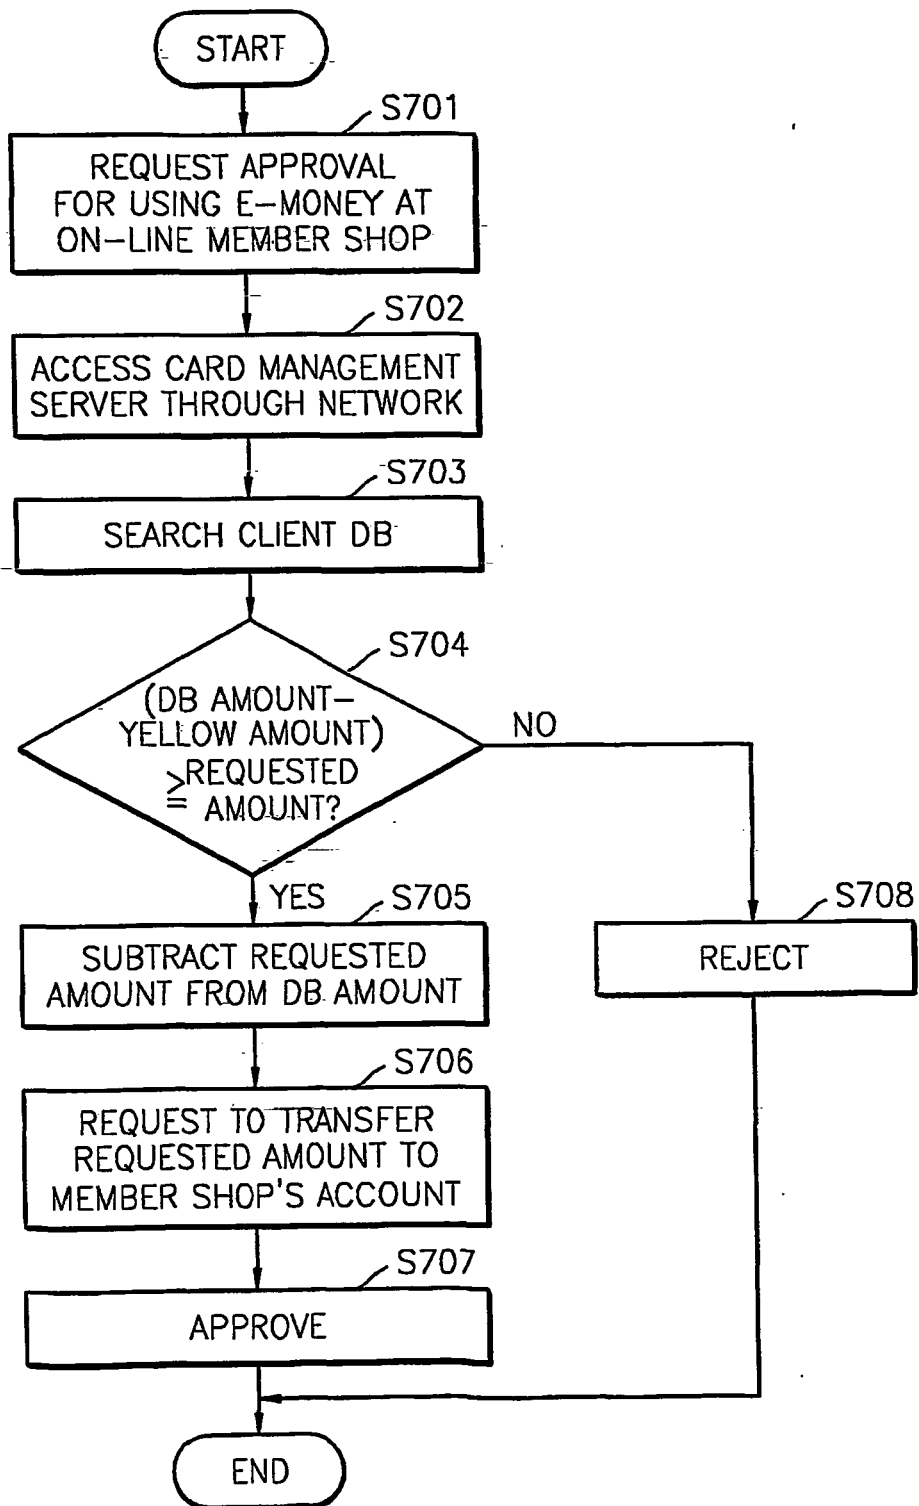 START
S701
REQUEST APPROVAL
FOR USING E-MONEY AT
ON-LINE MEMBER SHOP
S702
ACCESS CARD MANAGEMENT
SERVER THROUGH NETWORK
S703
SEARCH CLIENT DB
S704
(DB AMOUNT-
YELLOW AMOUNT)
≧REQUESTED
AMOUNT?
NO
YES
S705
SUBTRACT REQUESTED
AMOUNT FROM DB AMOUNT
S708
REJECT
S706
REQUEST TO TRANSFER
REQUESTED AMOUNT TO
MEMBER SHOP'S ACCOUNT
S707
APPROVE
END